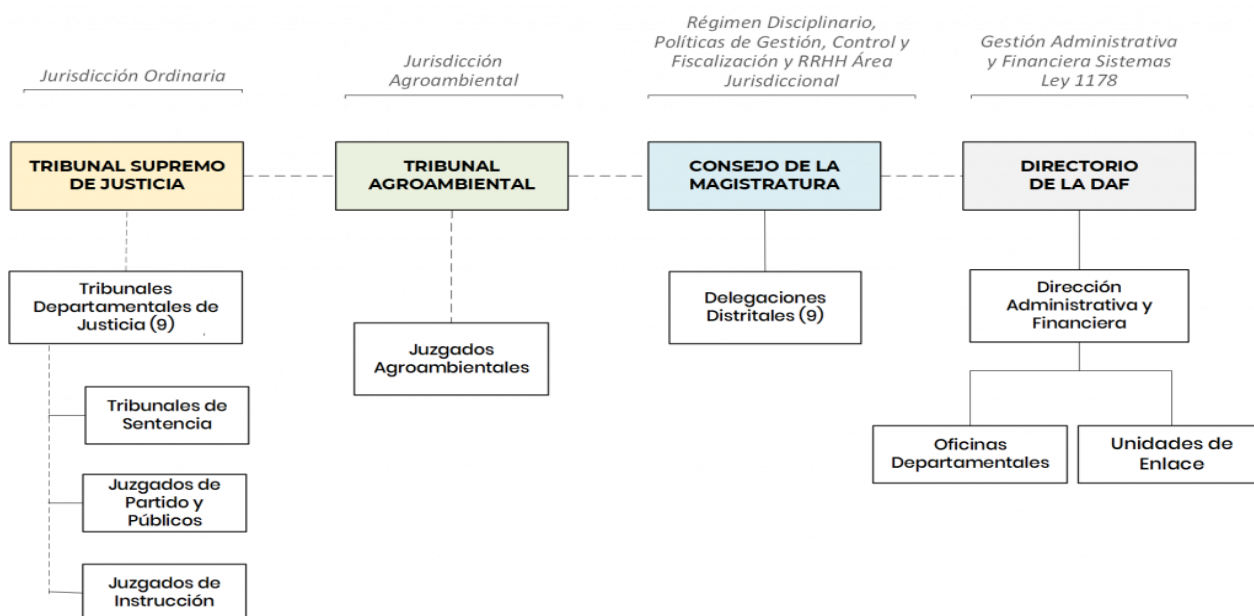 Jurisdicción Ordinaria
Jurisdicción
Agroambiental
Régimen Disciplinario,
Políticas de Gestión, Control y
Fiscalización y RRHH Área
Jurisdiccional
Gestión Administrativa
y Financiera Sistemas
Ley 1178
TRIBUNAL SUPREMO
DE JUSTICIA
TRIBUNAL
AGROAMBIENTAL
CONSEJO DE LA
MAGISTRATURA
DIRECTORIO
DE LA DAF
Tribunales
Departamentales de
Justicia (9)
Juzgados
Agroambientales
Delegaciones
Distritales (9)
Dirección
Administrativa y
Financiera
Tribunales de
Sentencia
Juzgados de
Partido y
Públicos
Juzgados de
Instrucción
Oficinas
Departamentales
Unidades de
Enlace